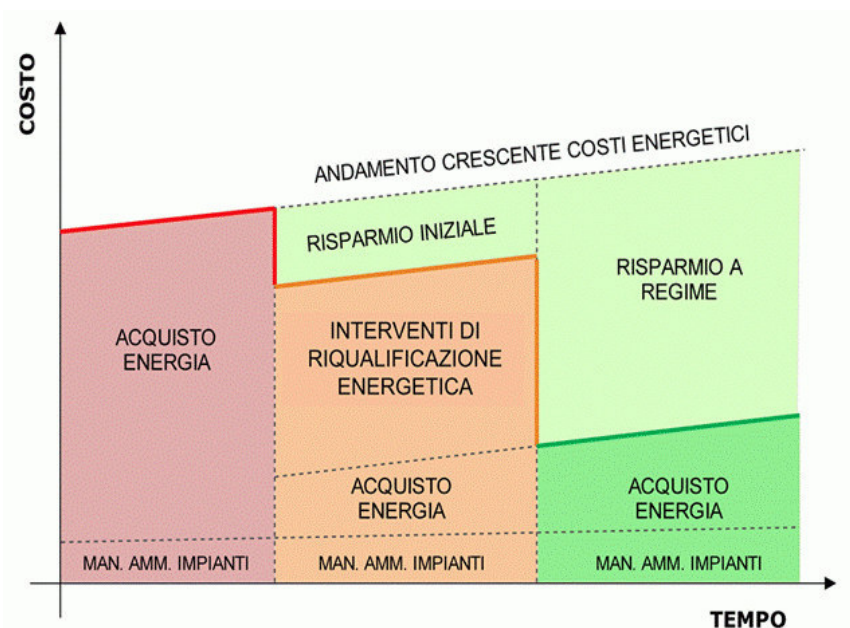 COSTO
ANDAMENTO CRESCENTE COSTI ENERGETICI
RISPARMIO INIZIALE
RISPARMIO A
REGIME
ACQUISTO
ENERGIA
INTERVENTI DI
RIQUALIFICAZIONE
ENERGETICA
ACQUISTO
ENERGIA
ACQUISTO
ENERGIA
MAN. AMM. IMPIANTI
MAN. AMM. IMPIANTI
MAN. AMM. IMPIANTI
TEMPO